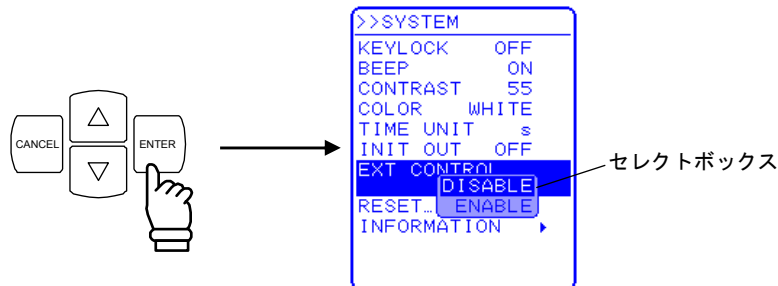 CANCEL
△
▽
ENTER
>>SYSTEM
KEYLOCK OFF
BEEP ON
CONTRAST 55
COLOR WHITE
TIME UNIT s
INIT OUT OFF
EXT CONTROL
DISABLE
RESET… ENABLE
INFORMATION ▶
セレクトボックス